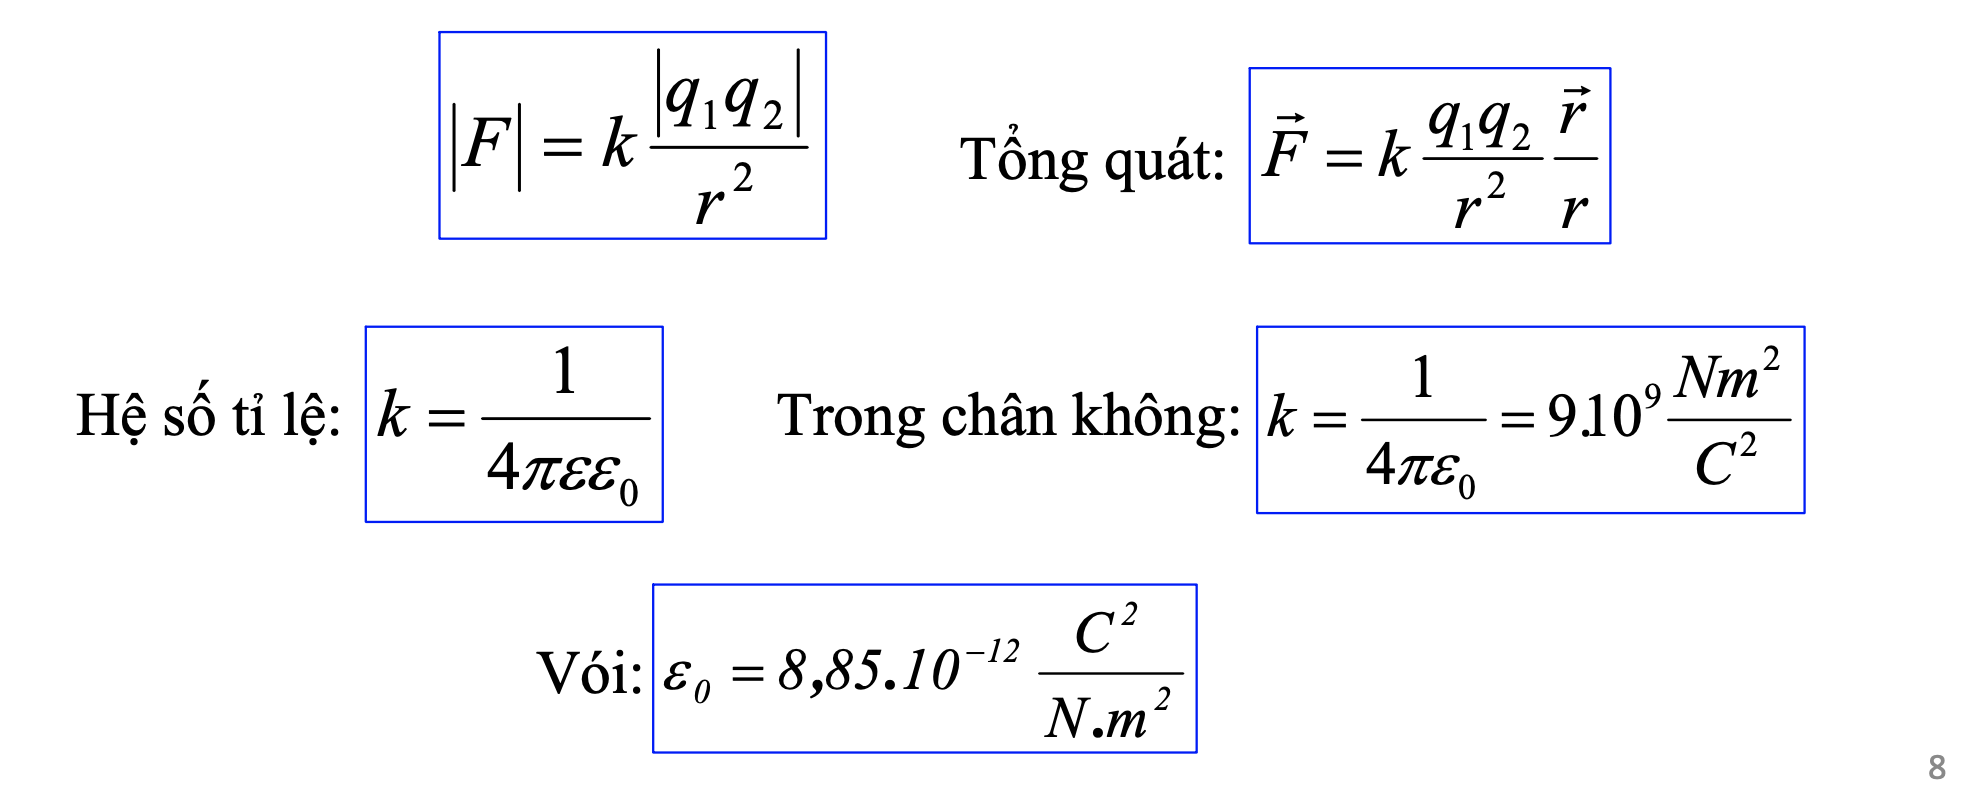 |F| = k |q₁q₂| / r² Tổng quát: F⃗ = k (q₁q₂ / r²) (r⃗ / r)
Hệ số tỉ lệ: k = 1 / (4πεε₀) Trong chân không: k = 1 / (4πε₀) = 9.10⁹ Nm² / C²
Vói: ε₀ = 8,85.10⁻¹² C² / N.m²
8